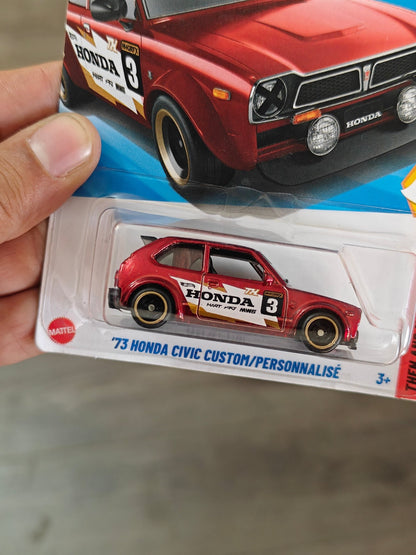 HONDA
3
HONDA
MATTEL
HONDA
3
'73 HONDA CIVIC CUSTOM/PERSONNALISÉ
3+